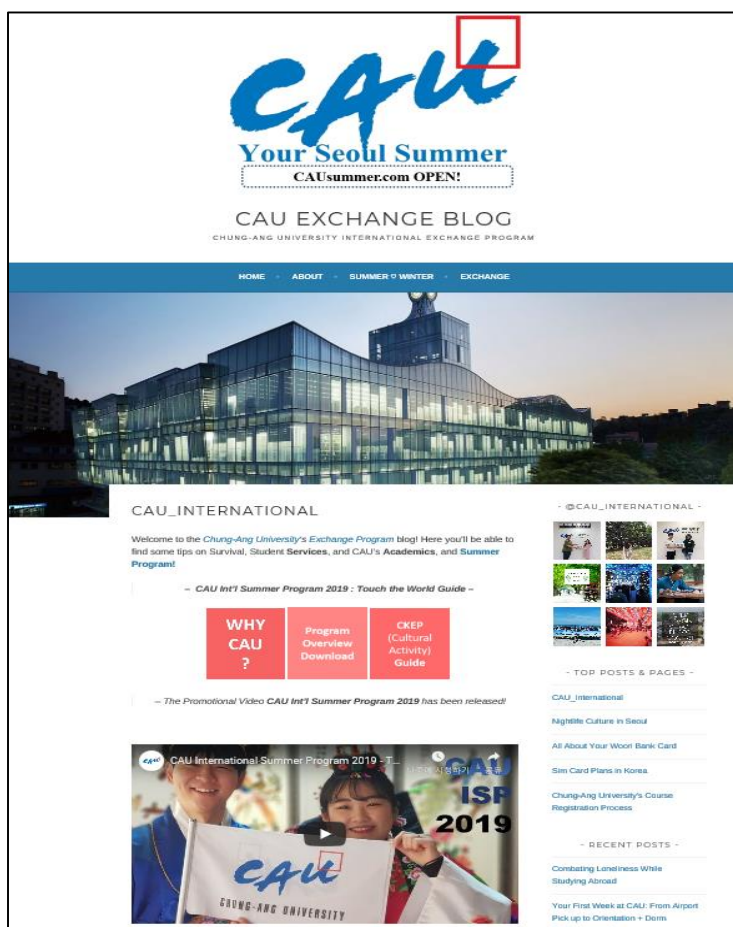 CAU
Your Seoul Summer
CAUsummer.com OPEN!
CAU EXCHANGE BLOG
CHUNG-ANG UNIVERSITY INTERNATIONAL EXCHANGE PROGRAM
HOME - ABOUT - SUMMER ♡ WINTER - EXCHANGE
CAU_INTERNATIONAL
Welcome to the Chung-Ang University's Exchange Program blog! Here you'll be able to
find some tips on Survival, Student Services, and CAU's Academics, and Summer
Program!
– CAU Int'l Summer Program 2019 : Touch the World Guide –
WHY
CAU
?
Program
Overview
Download
CKEP
(Cultural
Activity)
Guide
– The Promotional Video CAU Int'l Summer Program 2019 has been released!
CAU International Summer Program 2019 - T...
CAU
ISP
2019
CAU
CHUNG-ANG UNIVERSITY
- @CAU_INTERNATIONAL -
- TOP POSTS & PAGES -
CAU_International
Nightlife Culture in Seoul
All About Your Woori Bank Card
Sim Card Plans in Korea
Chung-Ang University's Course
Registration Process
- RECENT POSTS -
Combating Loneliness While
Studying Abroad
Your First Week at CAU: From Airport
Pick up to Orientation + Dorm